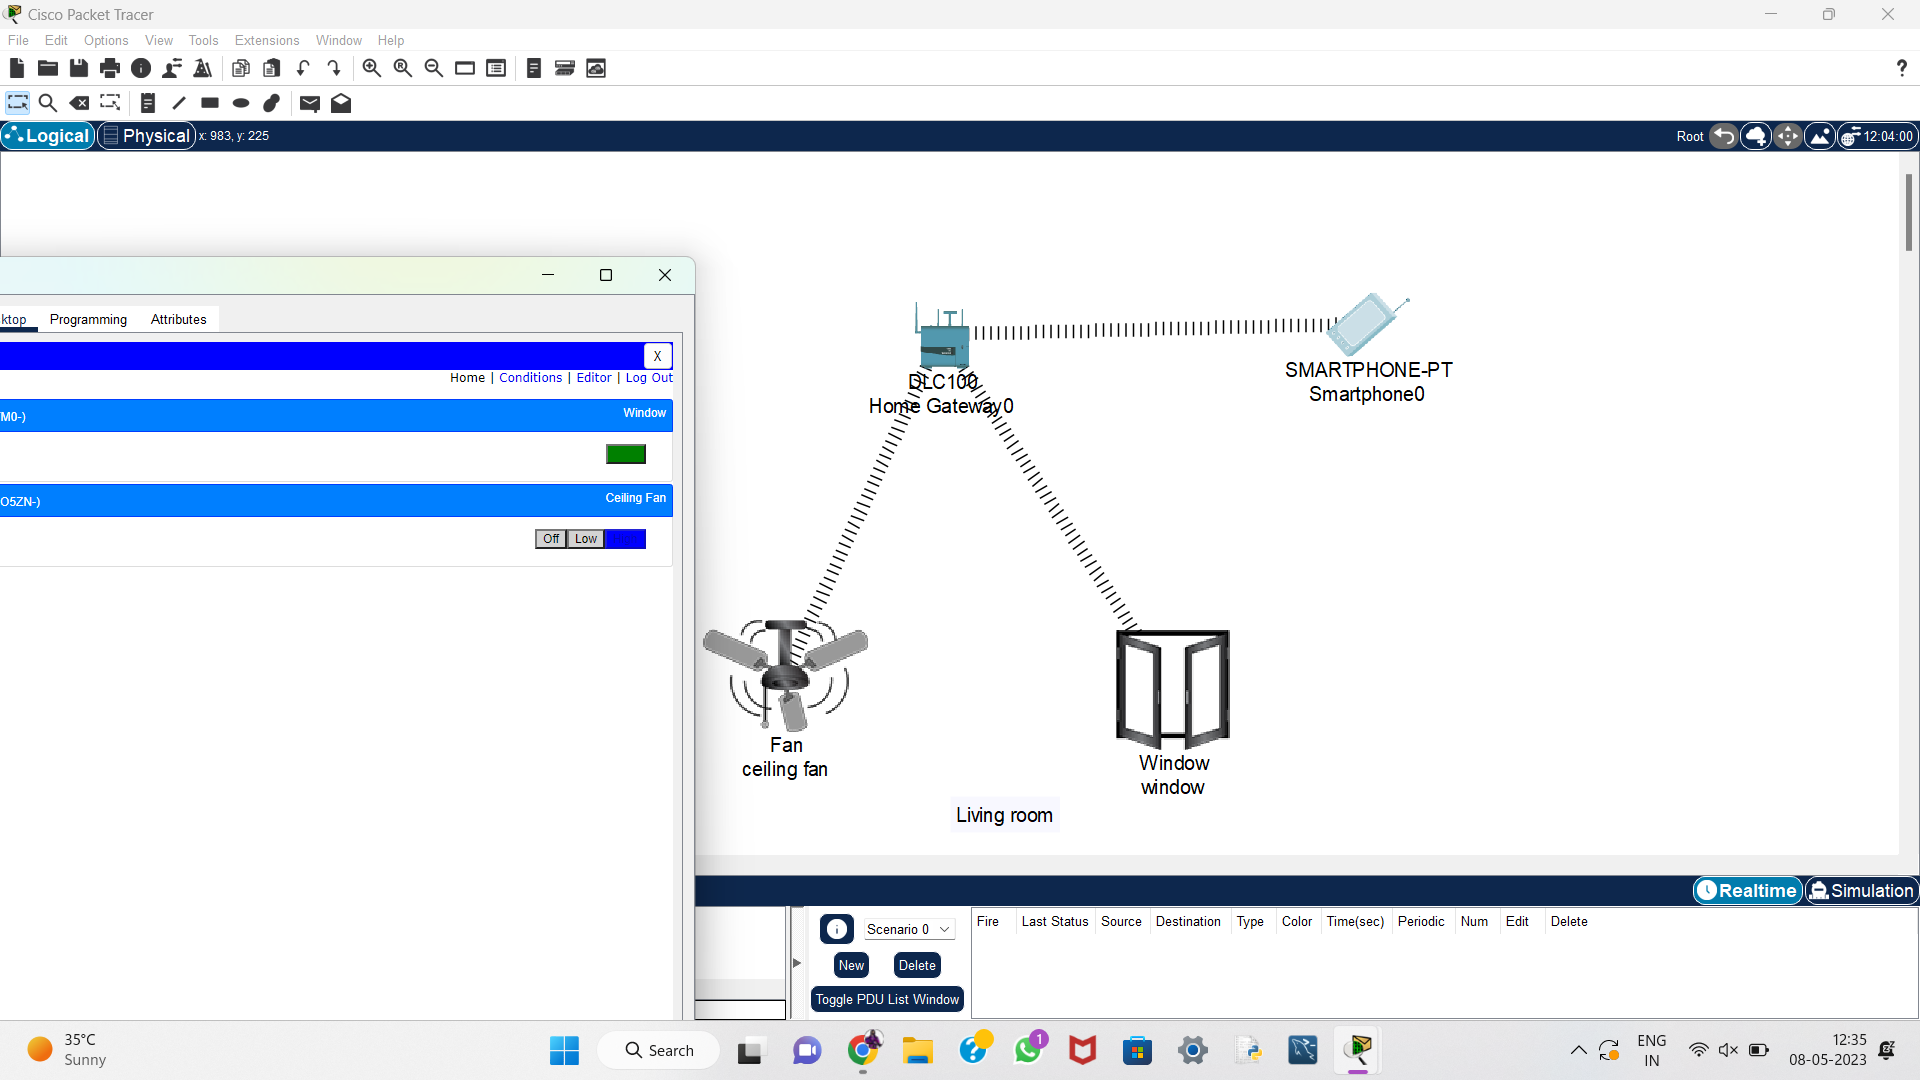 Cisco Packet Tracer
File Edit Options View Tools Extensions Window Help
?
Logical Physical x: 983, y: 225 Root 12:04:00
ktop Programming Attributes
X
Home | Conditions | Editor | Log Out
M0-) Window
O5ZN-) Ceiling Fan
Off Low
DLC100
Home Gateway0
SMARTPHONE-PT
Smartphone0
Fan
ceiling fan
Window
window
Living room
Realtime Simulation
Scenario 0
New Delete
Toggle PDU List Window
Fire Last Status Source Destination Type Color Time(sec) Periodic Num Edit Delete
35°C
Sunny
Search
1
ENG
IN
12:35
08-05-2023